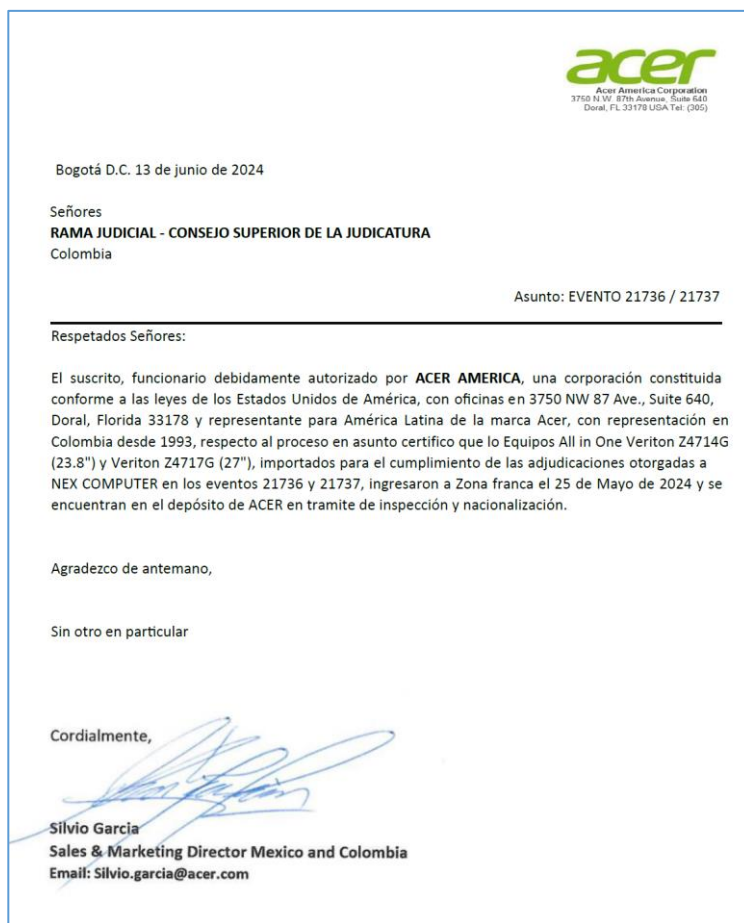 acer
Acer America Corporation
3750 N.W. 87th Avenue, Suite 640
Doral, FL 33178 USA Tel: (305)
Bogotá D.C. 13 de junio de 2024
Señores
RAMA JUDICIAL - CONSEJO SUPERIOR DE LA JUDICATURA
Colombia
Asunto: EVENTO 21736 / 21737
Respetados Señores:
El suscrito, funcionario debidamente autorizado por ACER AMERICA, una corporación constituida
conforme a las leyes de los Estados Unidos de América, con oficinas en 3750 NW 87 Ave., Suite 640,
Doral, Florida 33178 y representante para América Latina de la marca Acer, con representación en
Colombia desde 1993, respecto al proceso en asunto certifico que lo Equipos All in One Veriton Z4714G
(23.8") y Veriton Z4717G (27"), importados para el cumplimiento de las adjudicaciones otorgadas a
NEX COMPUTER en los eventos 21736 y 21737, ingresaron a Zona franca el 25 de Mayo de 2024 y se
encuentran en el depósito de ACER en tramite de inspección y nacionalización.
Agradezco de antemano,
Sin otro en particular
Cordialmente,
Silvio Garcia
Sales & Marketing Director Mexico and Colombia
Email: Silvio.garcia@acer.com